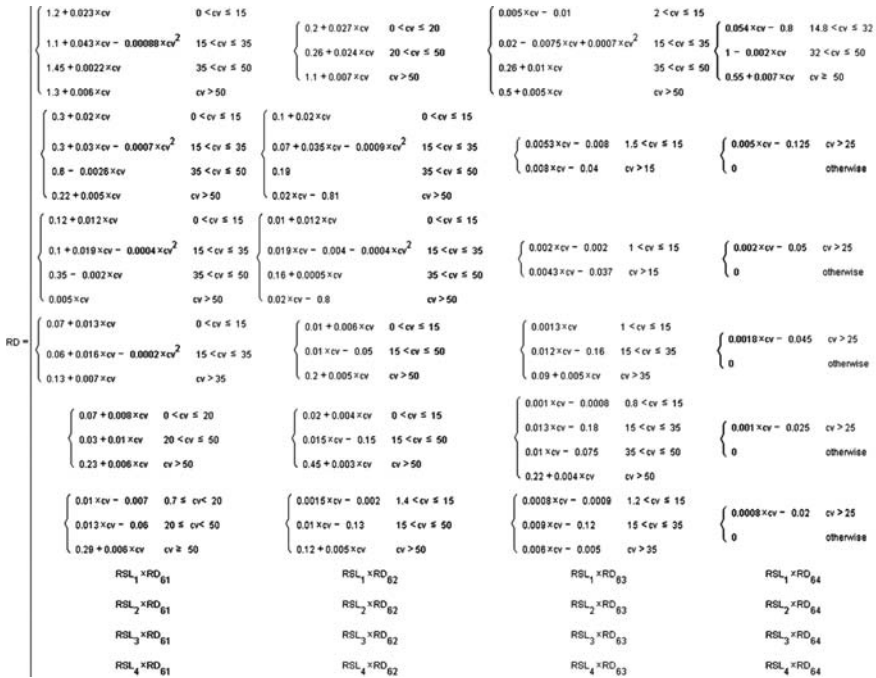 1.2 + 0.023×cv 0 < cv ≤ 15
1.1 + 0.043×cv − 0.00088×cv² 15 < cv ≤ 35
1.45 + 0.0022×cv 35 < cv ≤ 50
1.3 + 0.006×cv cv > 50
0.2 + 0.027×cv 0 < cv ≤ 20
0.26 + 0.024×cv 20 < cv ≤ 50
1.1 + 0.007×cv cv > 50
0.005×cv − 0.01 2 < cv ≤ 15
0.02 − 0.0075×cv + 0.0007×cv² 15 < cv ≤ 35
0.26 + 0.01×cv 35 < cv ≤ 50
0.5 + 0.005×cv cv > 50
0.054×cv − 0.8 14.8 < cv ≤ 32
1 − 0.002×cv 32 < cv ≤ 50
0.55 + 0.007×cv cv ≥ 50
0.3 + 0.02×cv 0 < cv ≤ 15
0.3 + 0.03×cv − 0.0007×cv² 15 < cv ≤ 35
0.6 − 0.0026×cv 35 < cv ≤ 50
0.22 + 0.005×cv cv > 50
0.1 + 0.02×cv 0 < cv ≤ 15
0.07 + 0.035×cv − 0.0009×cv² 15 < cv ≤ 35
0.19 35 < cv ≤ 50
0.02×cv − 0.81 cv > 50
0.0053×cv − 0.008 1.5 < cv ≤ 15
0.008×cv − 0.04 cv > 15
0.005×cv − 0.125 cv > 25
0 otherwise
0.12 + 0.012×cv 0 < cv ≤ 15
0.1 + 0.019×cv − 0.0004×cv² 15 < cv ≤ 35
0.35 − 0.002×cv 35 < cv ≤ 50
0.005×cv cv > 50
0.01 + 0.012×cv 0 < cv ≤ 15
0.019×cv − 0.004 − 0.0004×cv² 15 < cv ≤ 35
0.16 + 0.0005×cv 35 < cv ≤ 50
0.02×cv − 0.8 cv > 50
0.002×cv − 0.002 1 < cv ≤ 15
0.0043×cv − 0.037 cv > 15
0.002×cv − 0.05 cv > 25
0 otherwise
RD =
0.07 + 0.013×cv 0 < cv ≤ 15
0.06 + 0.016×cv − 0.0002×cv² 15 < cv ≤ 35
0.13 + 0.007×cv cv > 35
0.01 + 0.006×cv 0 < cv ≤ 15
0.01×cv − 0.05 15 < cv ≤ 50
0.2 + 0.005×cv cv > 50
0.0013×cv 1 < cv ≤ 15
0.012×cv − 0.16 15 < cv ≤ 35
0.09 + 0.005×cv cv > 35
0.0018×cv − 0.045 cv > 25
0 otherwise
0.07 + 0.008×cv 0 < cv ≤ 20
0.03 + 0.01×cv 20 < cv ≤ 50
0.23 + 0.006×cv cv > 50
0.02 + 0.004×cv 0 < cv ≤ 15
0.015×cv − 0.15 15 < cv ≤ 50
0.45 + 0.003×cv cv > 50
0.001×cv − 0.0008 0.8 < cv ≤ 15
0.013×cv − 0.18 15 < cv ≤ 35
0.01×cv − 0.075 35 < cv ≤ 50
0.22 + 0.004×cv cv > 50
0.001×cv − 0.025 cv > 25
0 otherwise
0.01×cv − 0.007 0.7 ≤ cv < 20
0.013×cv − 0.06 20 ≤ cv < 50
0.29 + 0.006×cv cv ≥ 50
0.0015×cv − 0.002 1.4 < cv ≤ 15
0.01×cv − 0.13 15 < cv ≤ 50
0.12 + 0.005×cv cv > 50
0.0008×cv − 0.0009 1.2 < cv ≤ 15
0.009×cv − 0.12 15 < cv ≤ 35
0.006×cv − 0.005 cv > 35
0.0008×cv − 0.02 cv > 25
0 otherwise
RSL₁×RD₆₁ RSL₁×RD₆₂ RSL₁×RD₆₃ RSL₁×RD₆₄
RSL₂×RD₆₁ RSL₂×RD₆₂ RSL₂×RD₆₃ RSL₂×RD₆₄
RSL₃×RD₆₁ RSL₃×RD₆₂ RSL₃×RD₆₃ RSL₃×RD₆₄
RSL₄×RD₆₁ RSL₄×RD₆₂ RSL₄×RD₆₃ RSL₄×RD₆₄